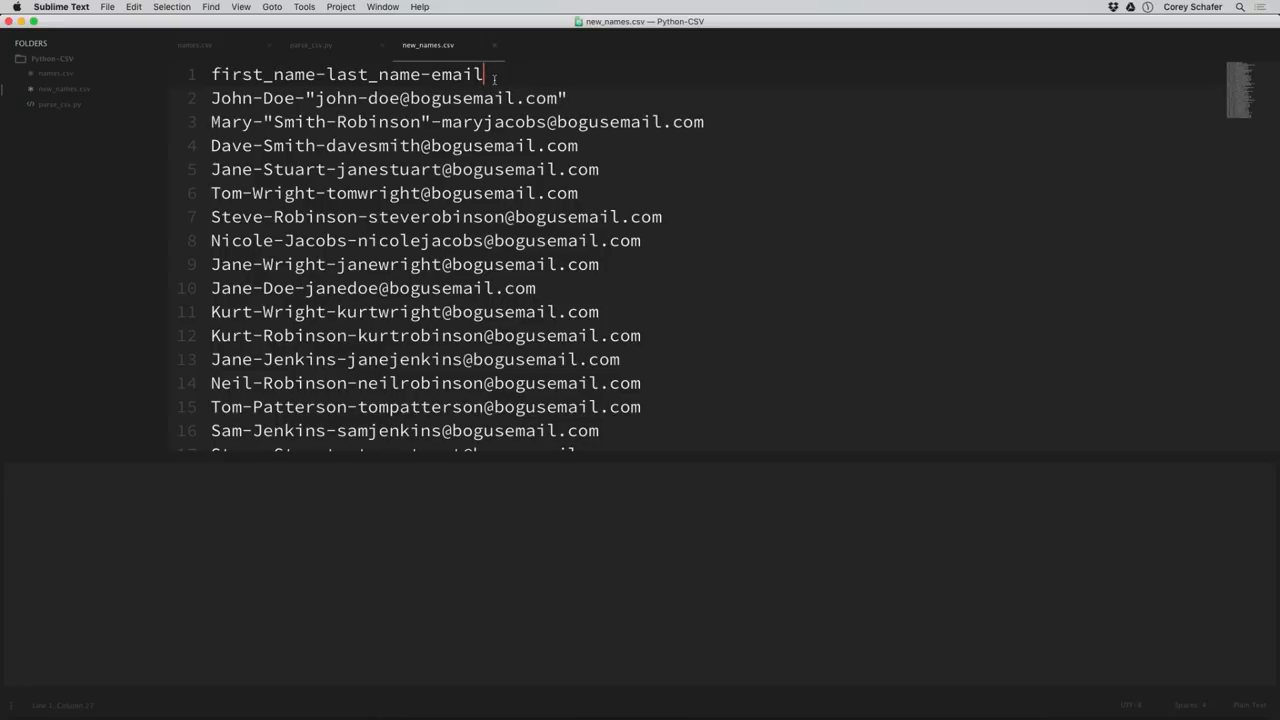 Sublime Text File Edit Selection Find View Goto Tools Project Window Help Corey Schafer
new_names.csv — Python-CSV
FOLDERS
Python-CSV
names.csv
new_names.csv
parse_csv.py
names.csv parse_csv.py new_names.csv
1 first_name-last_name-email
2 John-Doe-"john-doe@bogusemail.com"
3 Mary-"Smith-Robinson"-maryjacobs@bogusemail.com
4 Dave-Smith-davesmith@bogusemail.com
5 Jane-Stuart-janestuart@bogusemail.com
6 Tom-Wright-tomwright@bogusemail.com
7 Steve-Robinson-steverobinson@bogusemail.com
8 Nicole-Jacobs-nicolejacobs@bogusemail.com
9 Jane-Wright-janewright@bogusemail.com
10 Jane-Doe-janedoe@bogusemail.com
11 Kurt-Wright-kurtwright@bogusemail.com
12 Kurt-Robinson-kurtrobinson@bogusemail.com
13 Jane-Jenkins-janejenkins@bogusemail.com
14 Neil-Robinson-neilrobinson@bogusemail.com
15 Tom-Patterson-tompatterson@bogusemail.com
16 Sam-Jenkins-samjenkins@bogusemail.com
Line 1, Column 27 UTF-8 Spaces: 4 Plain Text